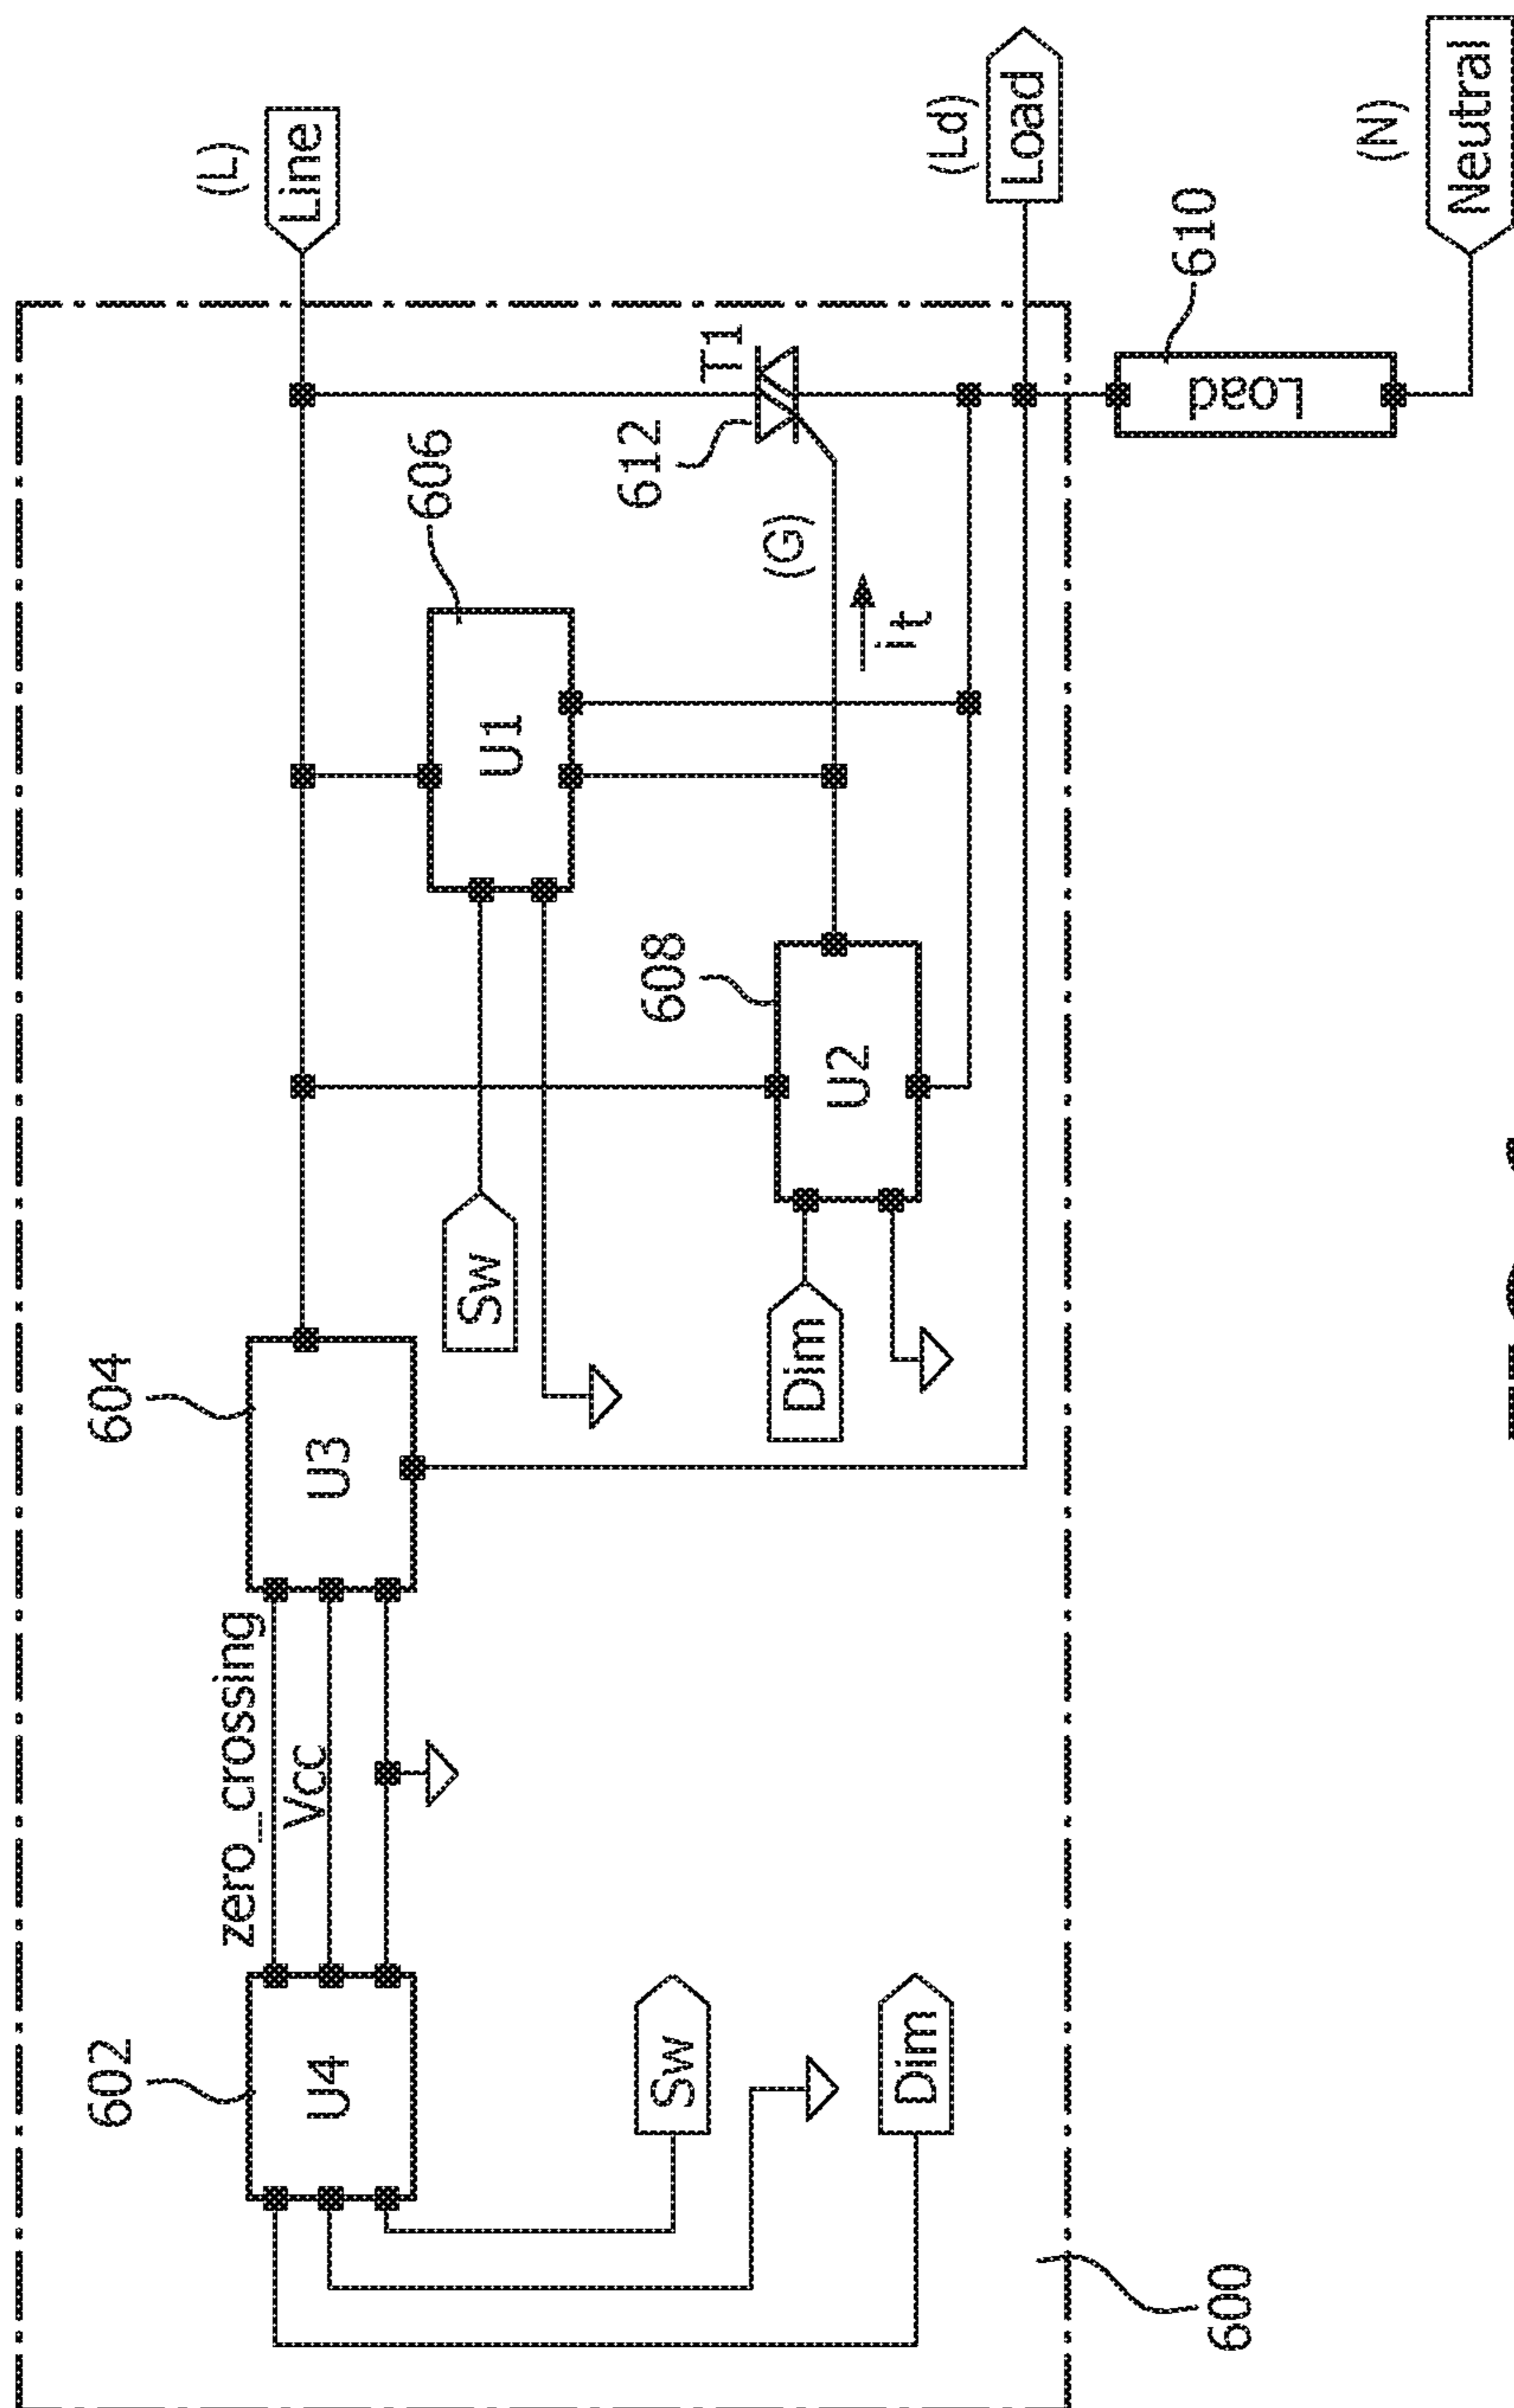 (L)
Line
604
606
602
zero_crossing
Vcc
U4
U3
U1
Sw
612
T1
608
(G)
it
U2
Dim
Sw
Dim
(Ld)
Load
610
Load
(N)
Neutral
600